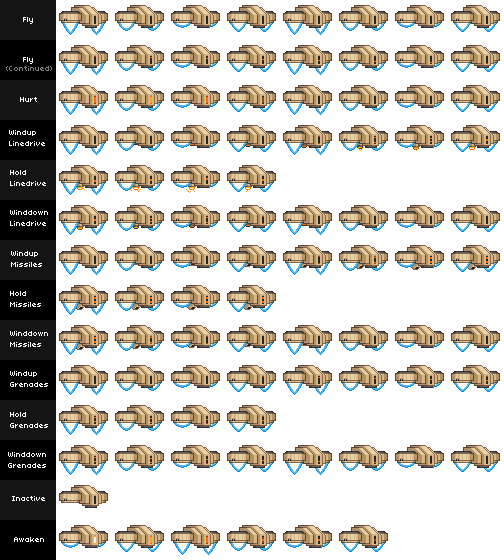 Fly
Fly
(Continued)
Hurt
Windup
Linedrive
Hold
Linedrive
Winddown
Linedrive
Windup
Missiles
Hold
Missiles
Winddown
Missiles
Windup
Grenades
Hold
Grenades
Winddown
Grenades
Inactive
Awaken